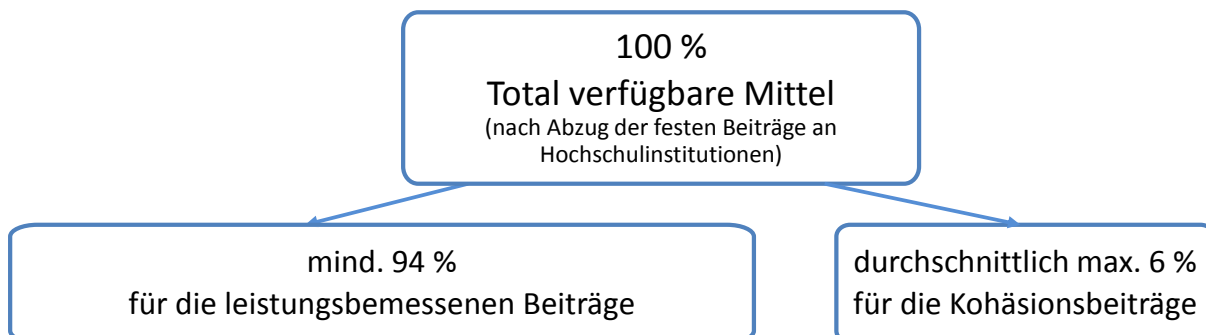 100 %
Total verfügbare Mittel
(nach Abzug der festen Beiträge an
Hochschulinstitutionen)
mind. 94 %
für die leistungsbemessenen Beiträge
durchschnittlich max. 6 %
für die Kohäsionsbeiträge